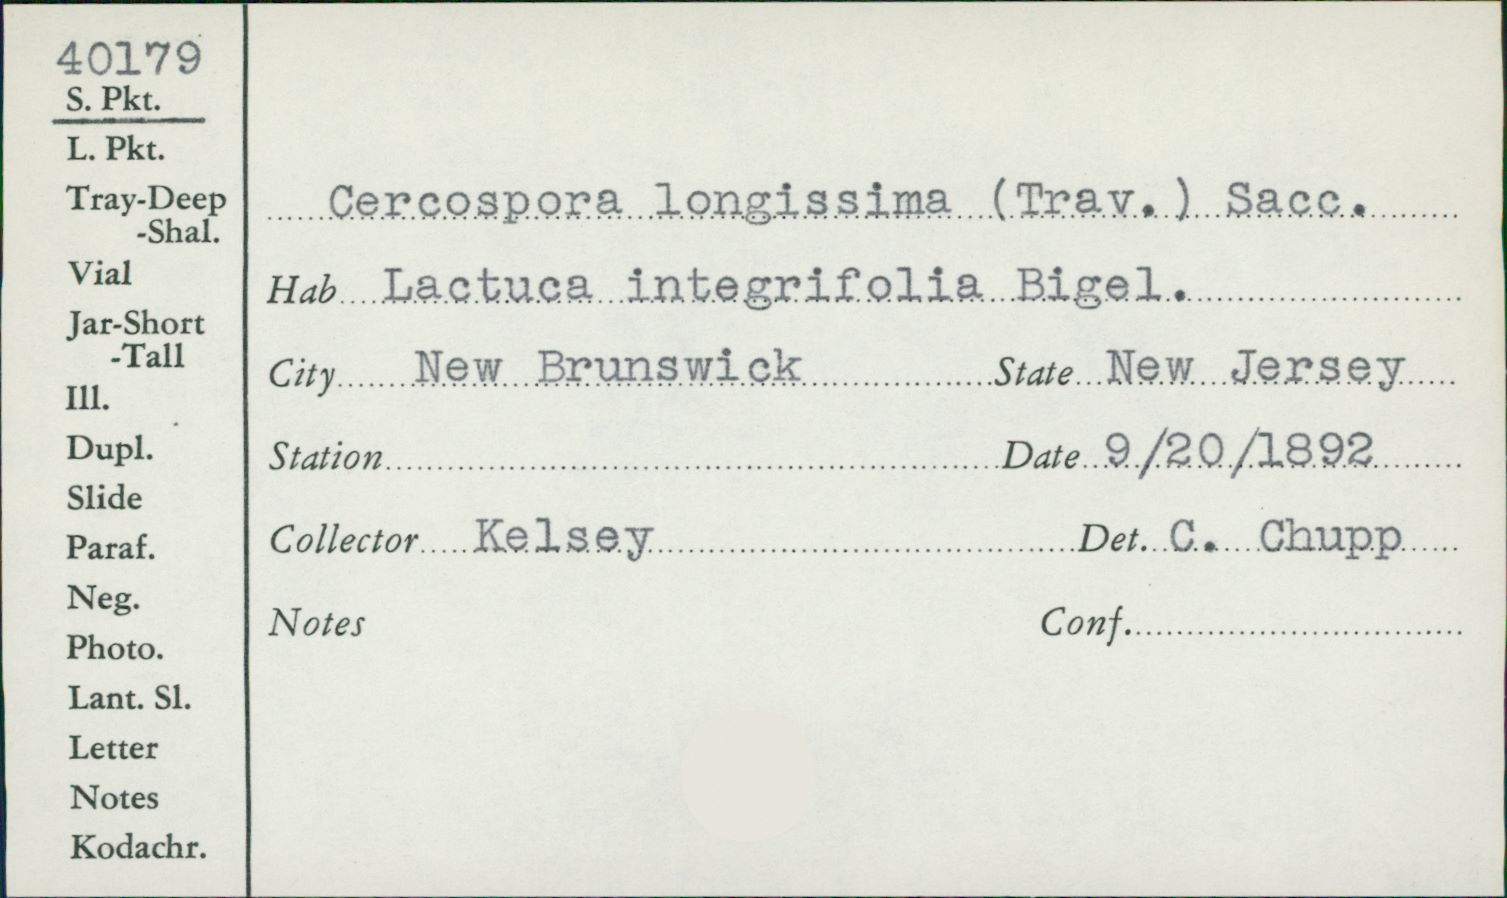 40179
S. Pkt.
L. Pkt.
Tray-Deep
-Shal.
Vial
Jar-Short
-Tall
Ill.
Dupl.
Slide
Paraf.
Neg.
Photo.
Lant. Sl.
Letter
Notes
Kodachr.
Cercospora longissima (Trav.) Sacc.
Hab Lactuca integrifolia Bigel.
City New Brunswick State New Jersey
Station Date 9/20/1892
Collector Kelsey Det. C. Chupp
Notes Conf.